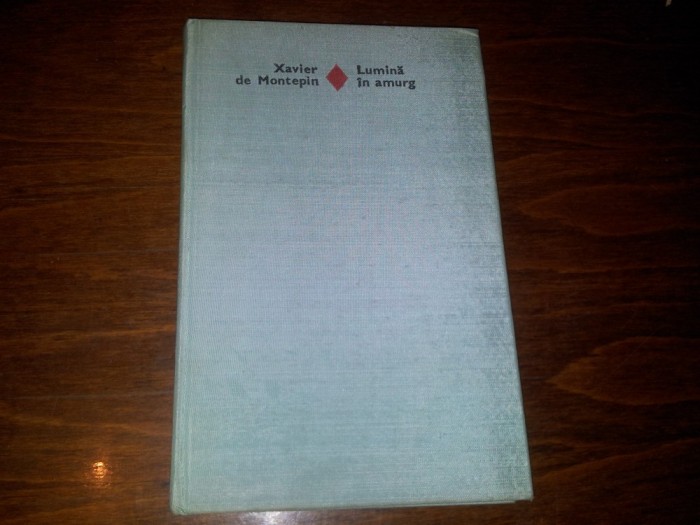 Xavier
de Montepin
Lumină
în amurg